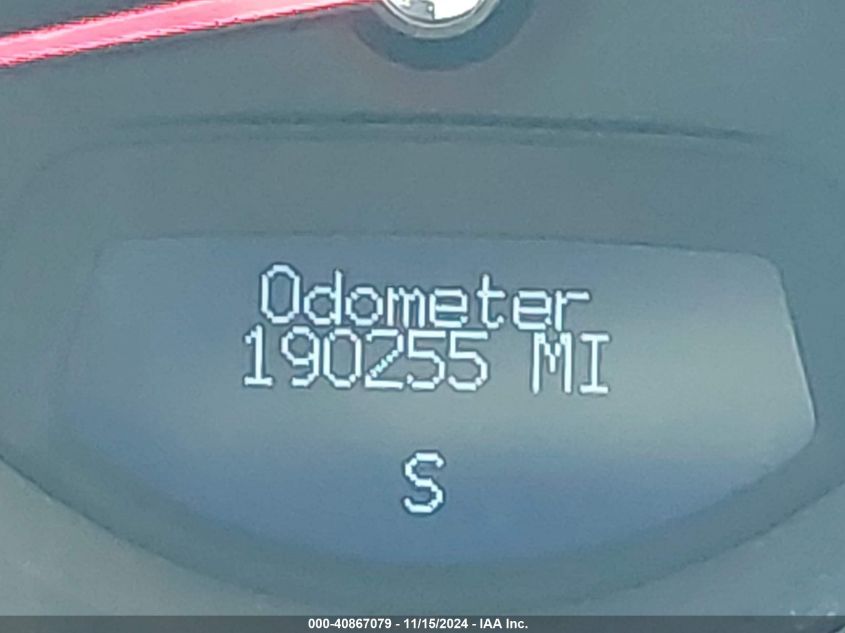 Odometer
190255 MI
S
000-40867079 - 11/15/2024 - IAA Inc.